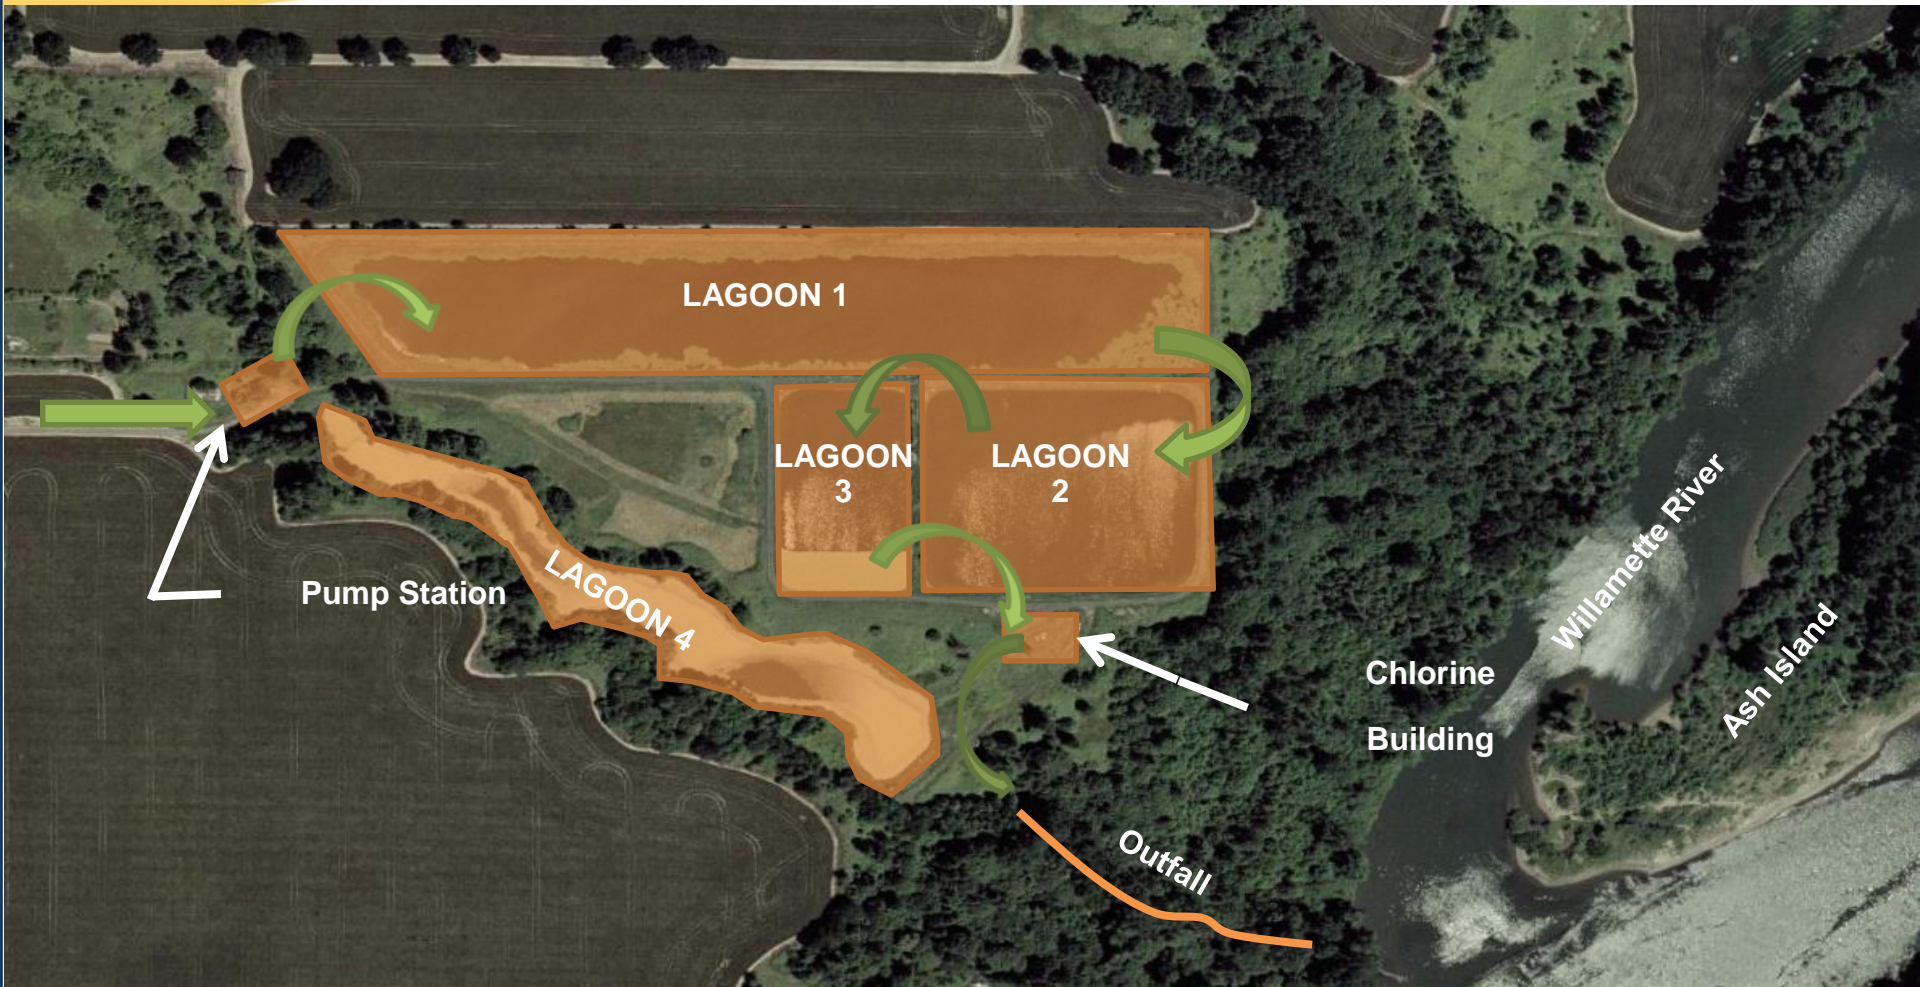 LAGOON 1
LAGOON
3
LAGOON
2
Pump Station
LAGOON 4
Chlorine
Building
Willamette River
Ash Island
Outfall